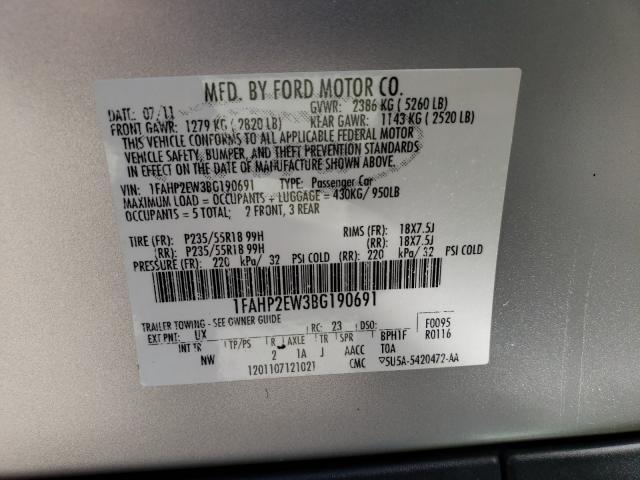 MFD. BY FORD MOTOR CO.
DATE: 07/11 GVWR: 2386 KG ( 5260 LB)
FRONT GAWR: 1279 KG ( 2820 LB) REAR GAWR: 1143 KG ( 2520 LB)
THIS VEHICLE CONFORMS TO ALL APPLICABLE FEDERAL MOTOR
VEHICLE SAFETY, BUMPER, AND THEFT PREVENTION STANDARDS
IN EFFECT ON THE DATE OF MANUFACTURE SHOWN ABOVE.
VIN: 1FAHP2EW3BG190691 TYPE: Passenger Car
MAXIMUM LOAD = OCCUPANTS + LUGGAGE = 430KG/ 950LB
OCCUPANTS = 5 TOTAL; 2 FRONT, 3 REAR
TIRE (FR): P235/55R18 99H RIMS (FR): 18X7.5J
(RR): P235/55R18 99H (RR): 18X7.5J
PRESSURE (FR): 220 kPa/ 32 PSI COLD (RR): 220 kPa/ 32 PSI COLD
1FAHP2EW3BG190691
TRAILER TOWING - SEE OWNER GUIDE
EXT PNT: UX RC: 23 DSO: F0095
INT TR TP/PS R AXLE TR SPR BPH1F R0116
NW 2 1A J AACC T0A
1201107121021 CMC ▽5U5A-5420472-AA